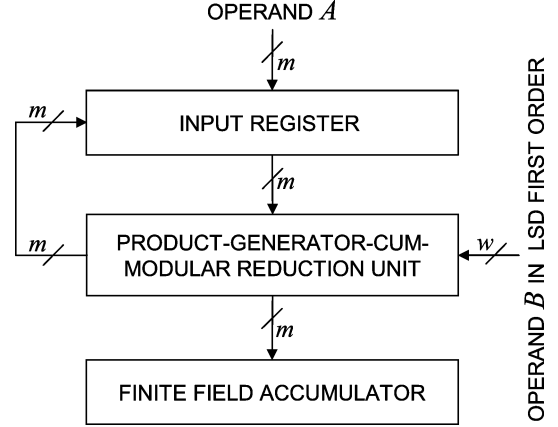 OPERAND A
m
m
INPUT REGISTER
m
m
PRODUCT-GENERATOR-CUM-
MODULAR REDUCTION UNIT
w
m
FINITE FIELD ACCUMULATOR
OPERAND B IN LSD FIRST ORDER